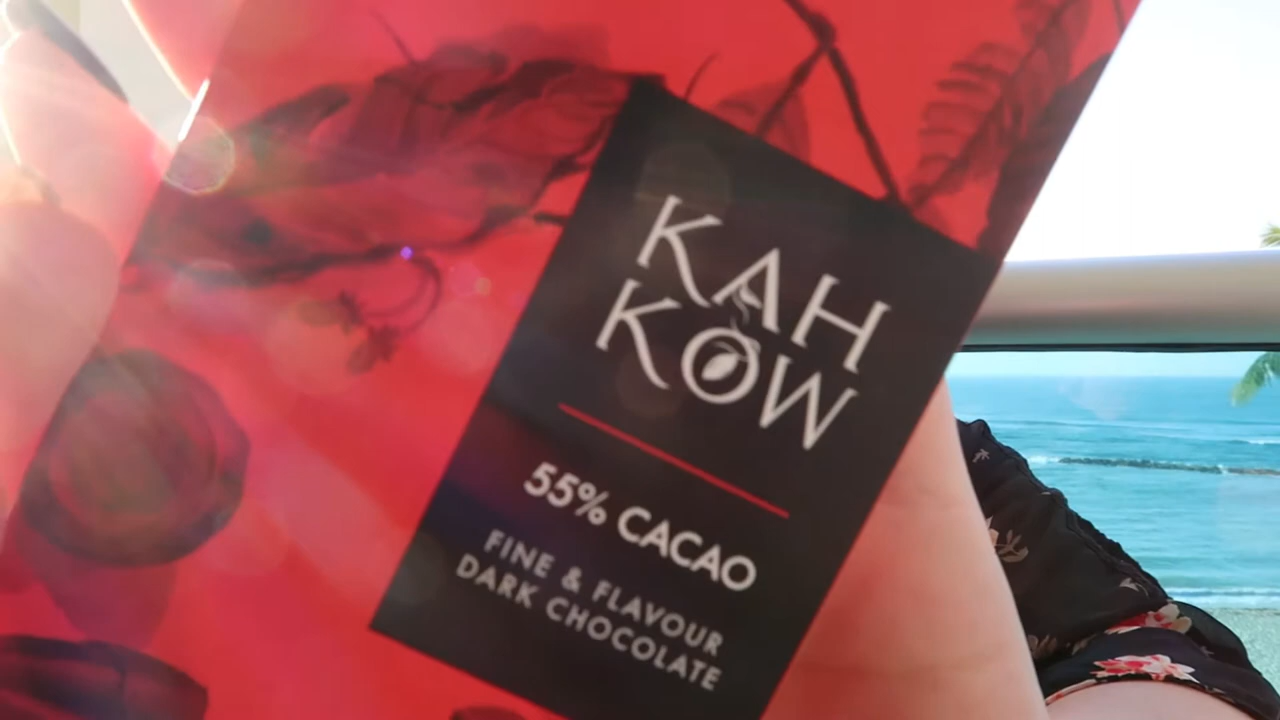 KAH
KOW
55% CACAO
FINE & FLAVOUR
DARK CHOCOLATE